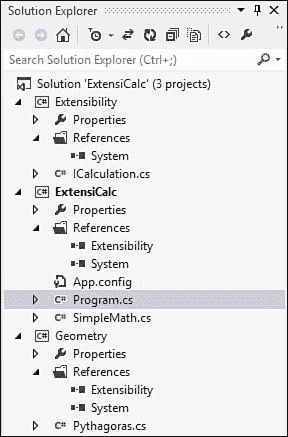 Solution Explorer
Search Solution Explorer (Ctrl+;)
Solution 'ExtensiCalc' (3 projects)
C# Extensibility
Properties
References
System
C# ICalculation.cs
C# ExtensiCalc
Properties
References
Extensibility
System
App.config
C# Program.cs
C# SimpleMath.cs
C# Geometry
Properties
References
Extensibility
System
C# Pythagoras.cs